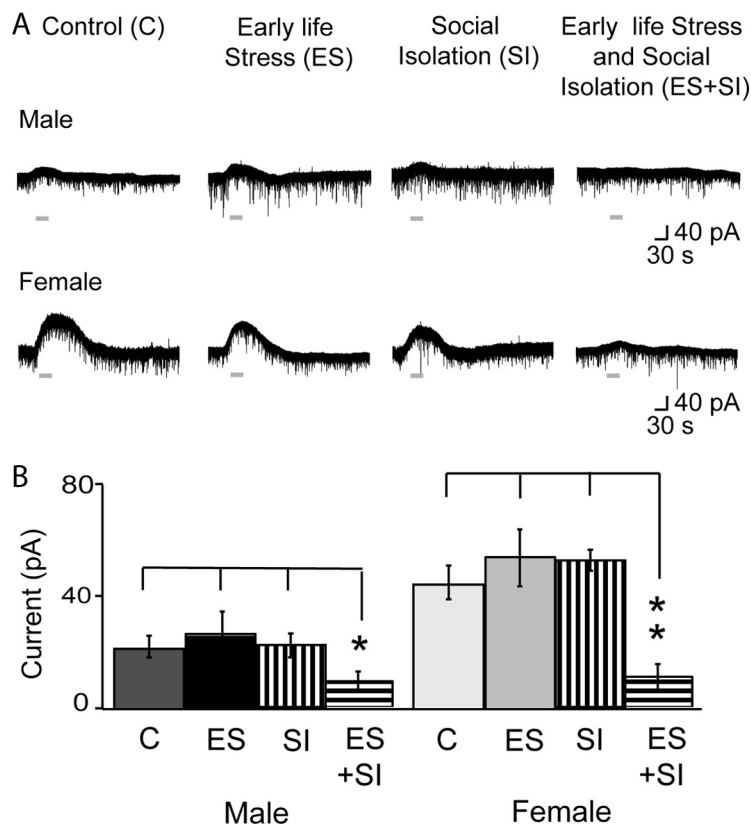 A
Control (C)
Early life
Stress (ES)
Social
Isolation (SI)
Early life Stress
and Social
Isolation (ES+SI)
Male
40 pA
30 s
Female
40 pA
30 s
B
Current (pA)
80
40
0
*
*
*
C ES SI ES
+SI
C ES SI ES
+SI
Male Female